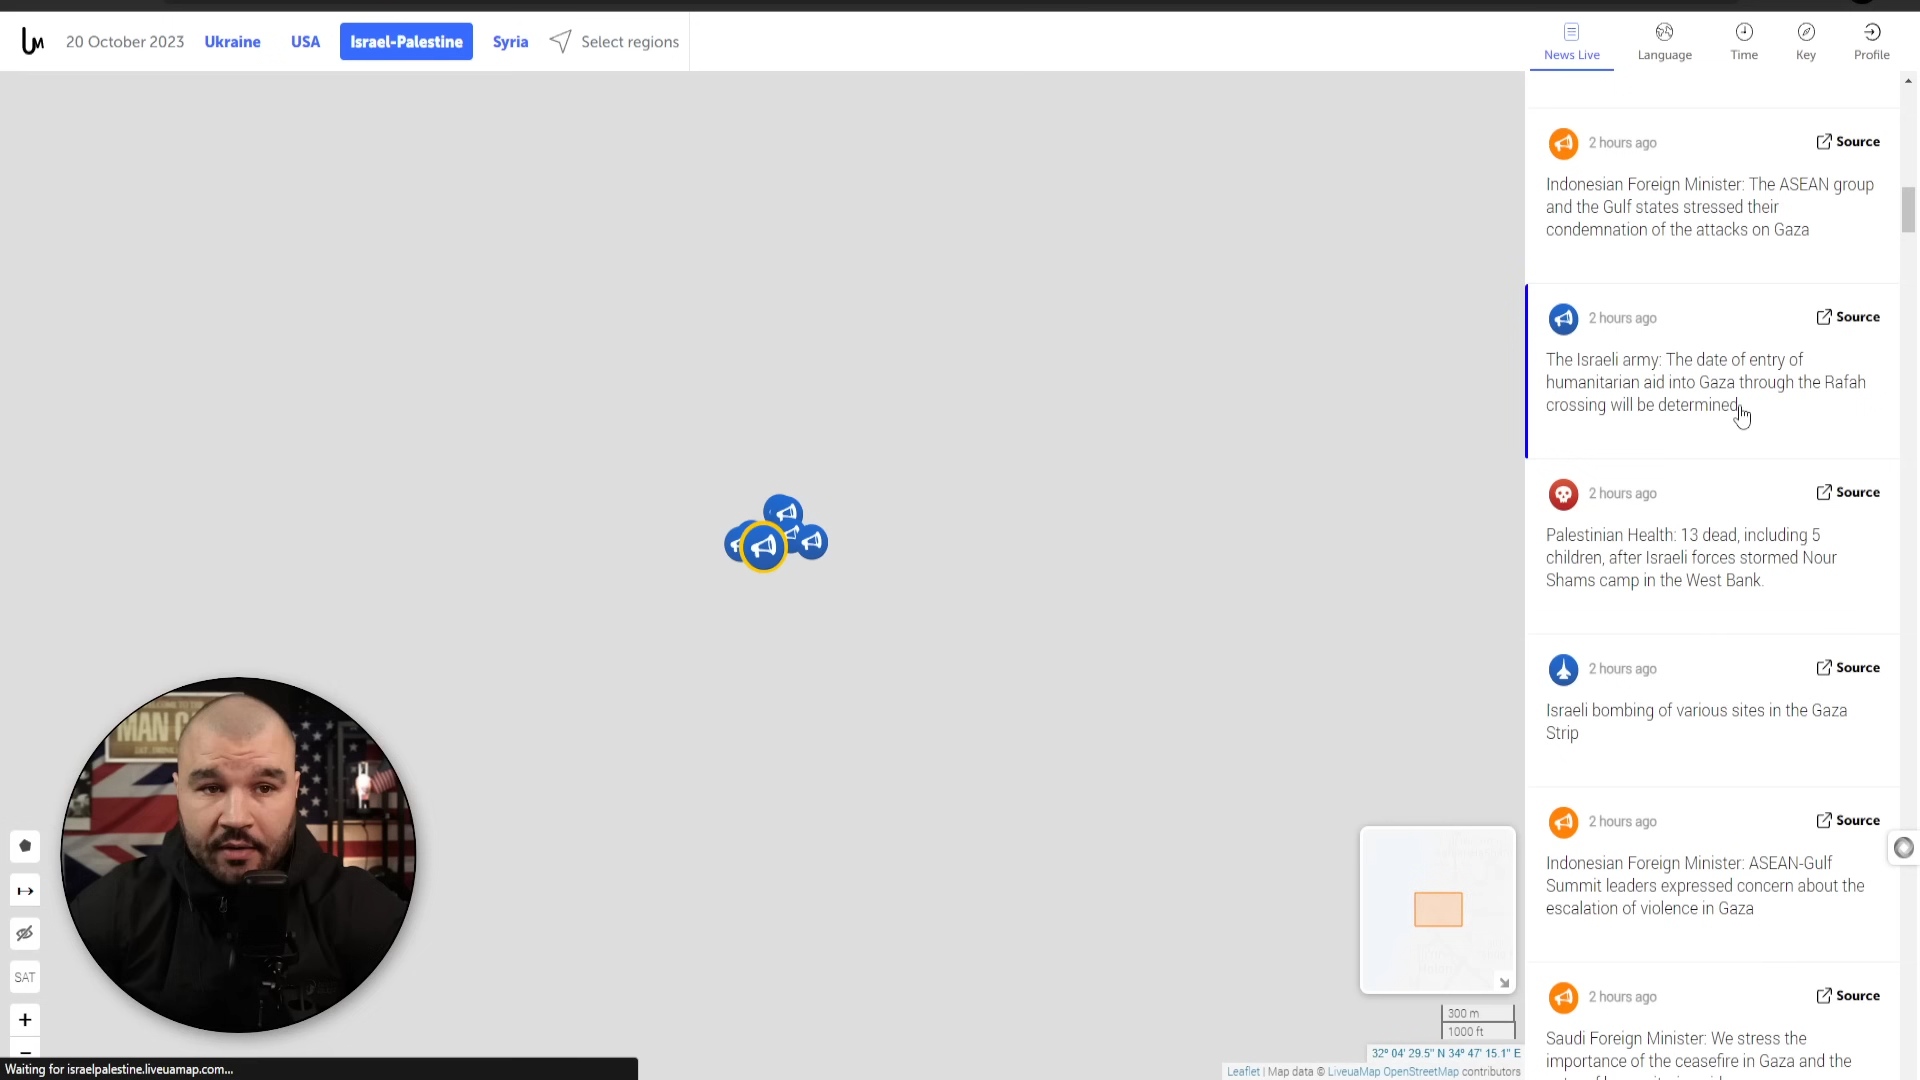 20 October 2023 Ukraine USA Israel-Palestine Syria Select regions
News Live Language Time Key Profile
2 hours ago Source
Indonesian Foreign Minister: The ASEAN group
and the Gulf states stressed their
condemnation of the attacks on Gaza
2 hours ago Source
The Israeli army: The date of entry of
humanitarian aid into Gaza through the Rafah
crossing will be determined
2 hours ago Source
Palestinian Health: 13 dead, including 5
children, after Israeli forces stormed Nour
Shams camp in the West Bank.
2 hours ago Source
Israeli bombing of various sites in the Gaza
Strip
2 hours ago Source
Indonesian Foreign Minister: ASEAN-Gulf
Summit leaders expressed concern about the
escalation of violence in Gaza
2 hours ago Source
Saudi Foreign Minister: We stress the
importance of the ceasefire in Gaza and the
SAT
+
−
300 m
1000 ft
32° 04' 29.5" N 34° 47' 15.1" E
Leaflet | Map data © LiveuaMap OpenStreetMap contributors
Waiting for israelpalestine.liveuamap.com...